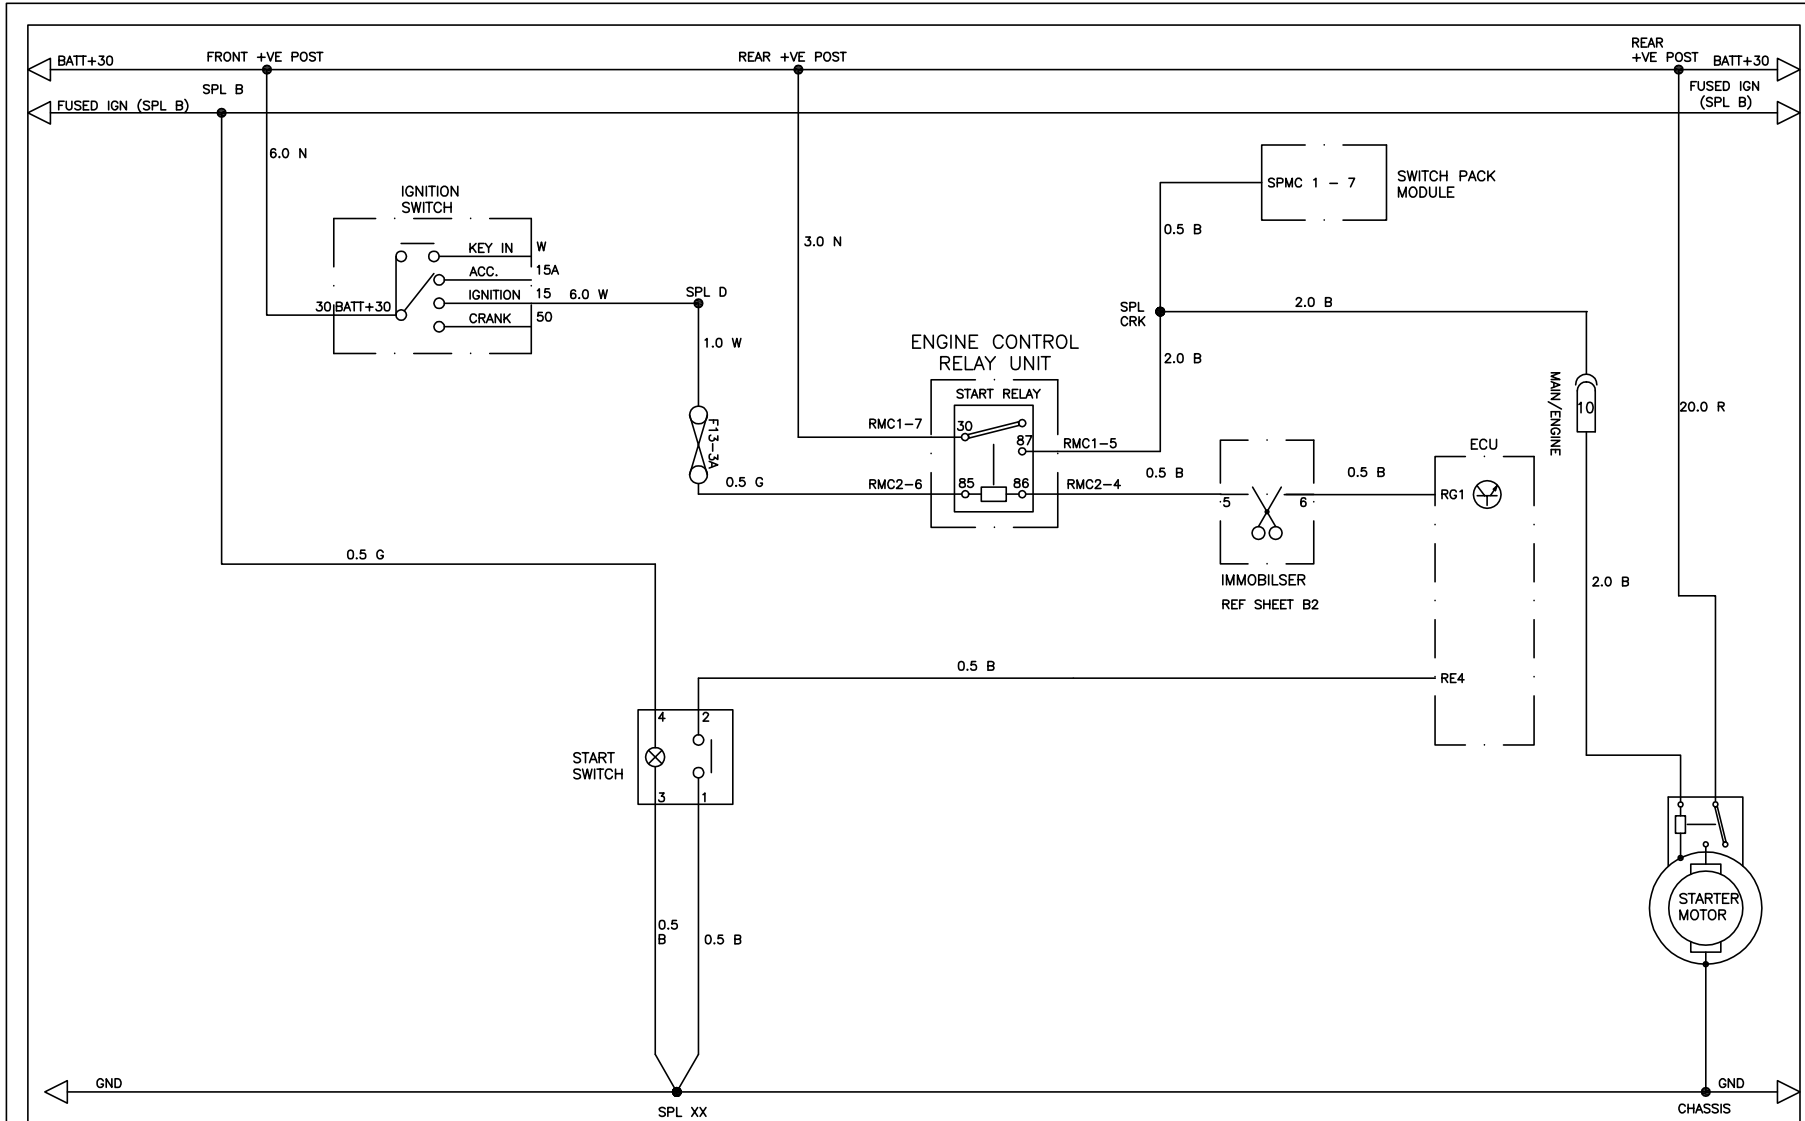 BATT+30
FRONT +VE POST
REAR +VE POST
REAR
+VE POST
BATT+30
SPL B
FUSED IGN (SPL B)
FUSED IGN
(SPL B)
6.0 N
IGNITION
SWITCH
KEY IN
W
ACC.
15A
IGNITION
15
6.0 W
CRANK
50
30
BATT+30
SPL D
1.0 W
F13-3A
0.5 G
3.0 N
SPMC 1 - 7
SWITCH PACK
MODULE
0.5 B
SPL
CRK
2.0 B
2.0 B
ENGINE CONTROL
RELAY UNIT
START RELAY
RMC1-7
30
87
RMC1-5
RMC2-6
85
86
RMC2-4
0.5 B
5
6
IMMOBILSER
REF SHEET B2
0.5 B
ECU
RG1
RE4
MAIN/ENGINE
10
20.0 R
2.0 B
0.5 G
0.5 B
START
SWITCH
4
2
3
1
0.5
B
0.5 B
STARTER
MOTOR
GND
SPL XX
GND
CHASSIS